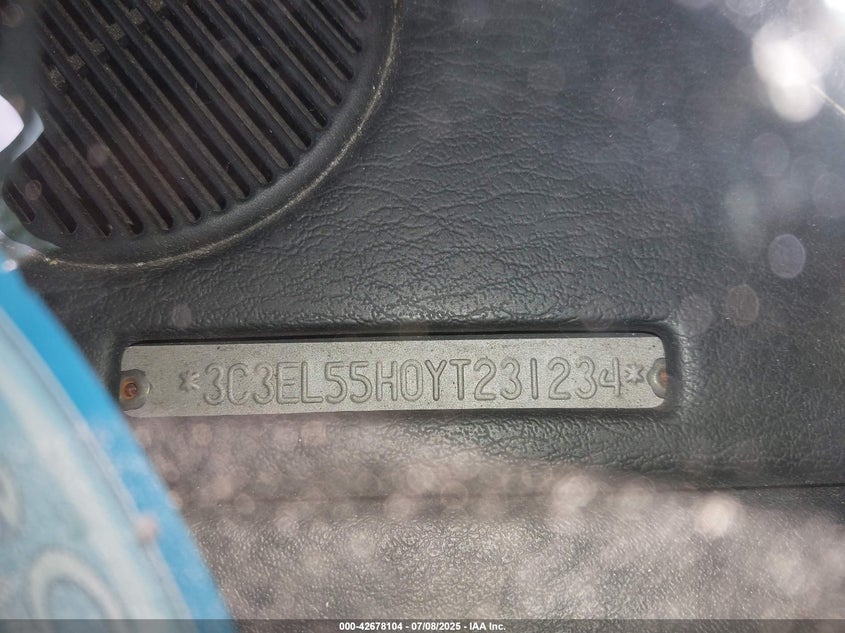 *3C3EL55H0YT231234*
000-42678104 - 07/08/2025 - IAA Inc.